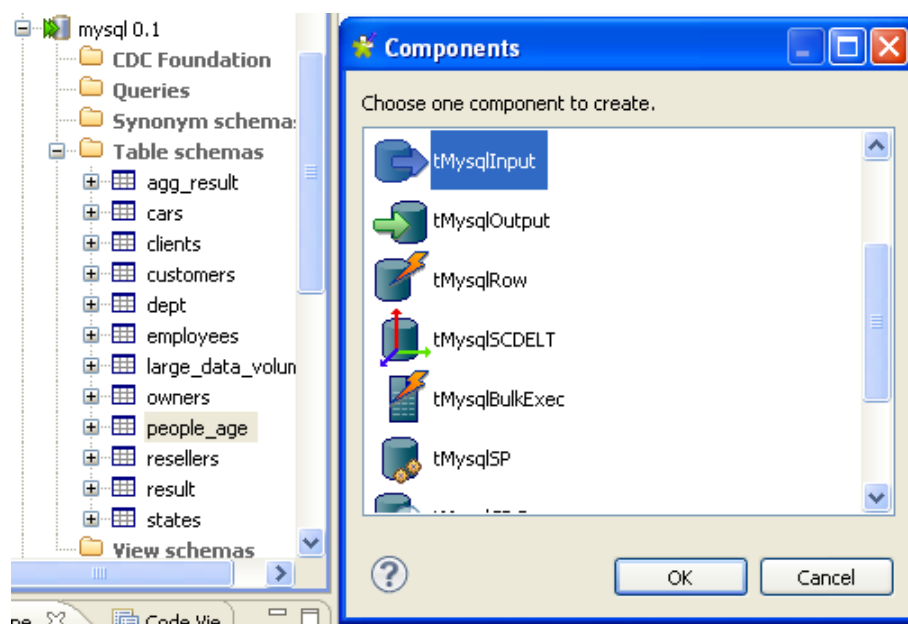 mysql 0.1
CDC Foundation
Queries
Synonym schema
Table schemas
agg_result
cars
clients
customers
dept
employees
large_data_volun
owners
people_age
resellers
result
states
View schemas
Code Vie
Components
Choose one component to create.
tMysqlInput
tMysqlOutput
tMysqlRow
tMysqlSCDELT
tMysqlBulkExec
tMysqlSP
?
OK
Cancel